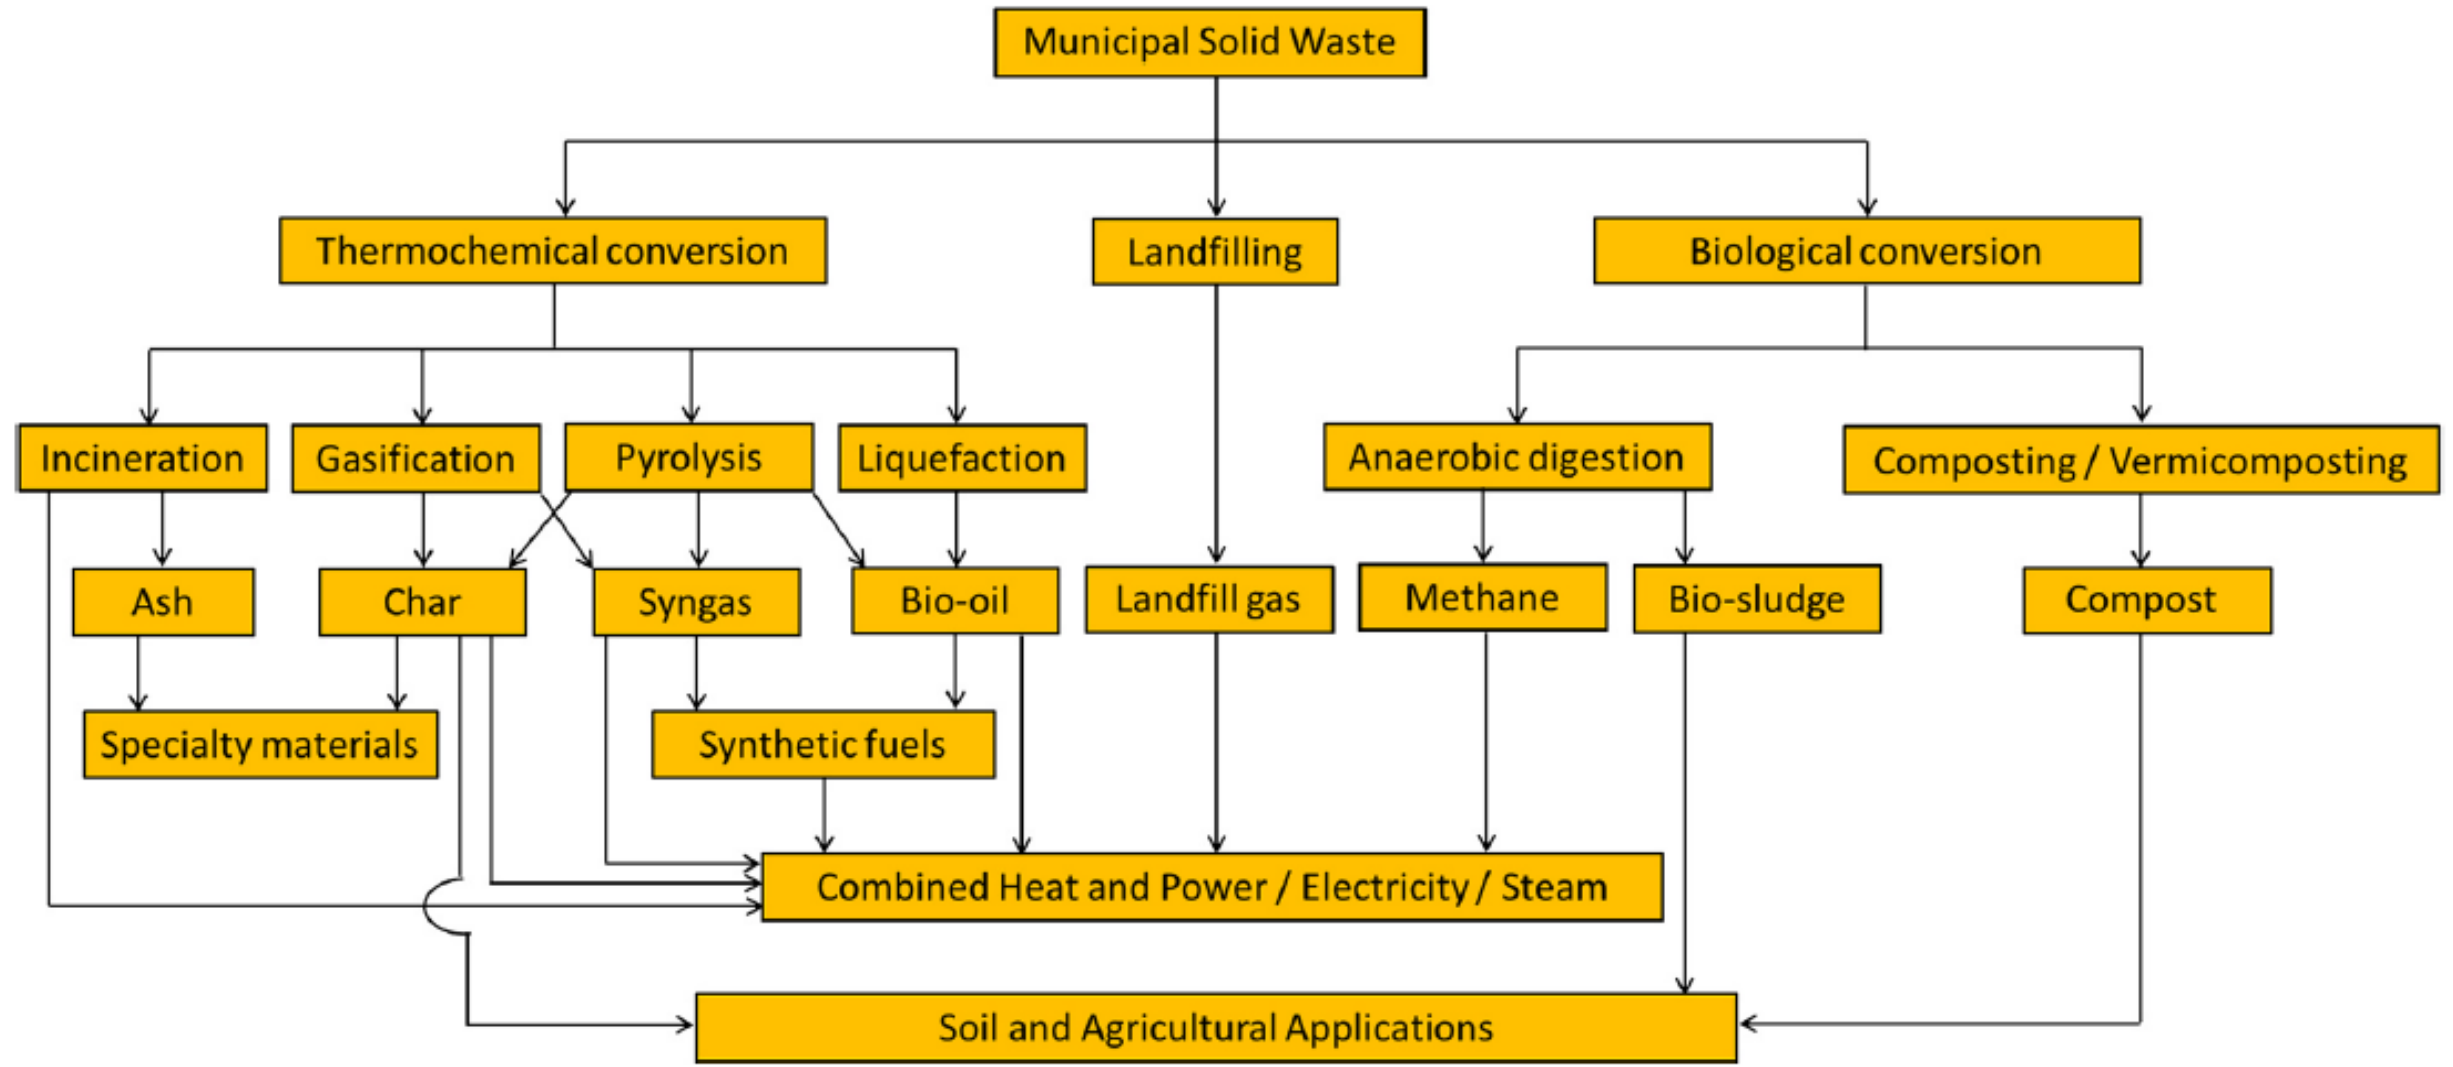 Municipal Solid Waste
Thermochemical conversion
Landfilling
Biological conversion
Incineration
Gasification
Pyrolysis
Liquefaction
Anaerobic digestion
Composting / Vermicomposting
Ash
Char
Syngas
Bio-oil
Landfill gas
Methane
Bio-sludge
Compost
Specialty materials
Synthetic fuels
Combined Heat and Power / Electricity / Steam
Soil and Agricultural Applications